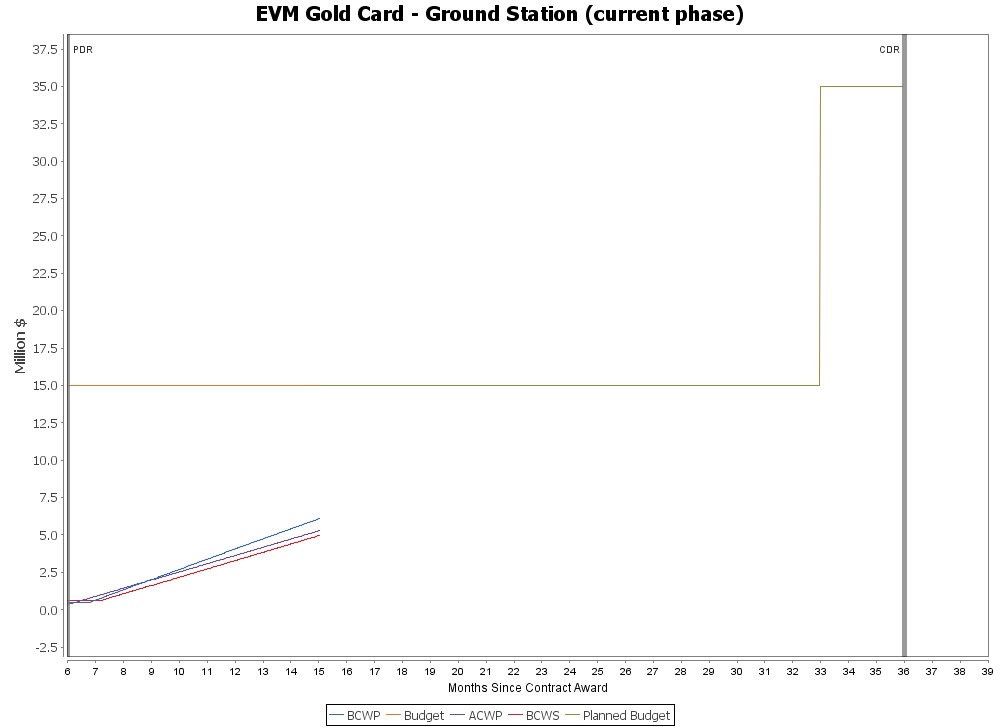 EVM Gold Card - Ground Station (current phase)
PDR
CDR
37.5
35.0
32.5
30.0
27.5
25.0
22.5
20.0
17.5
15.0
12.5
10.0
7.5
5.0
2.5
0.0
-2.5
Million $
6 7 8 9 10 11 12 13 14 15 16 17 18 19 20 21 22 23 24 25 26 27 28 29 30 31 32 33 34 35 36 37 38 39
Months Since Contract Award
BCWP Budget ACWP BCWS Planned Budget